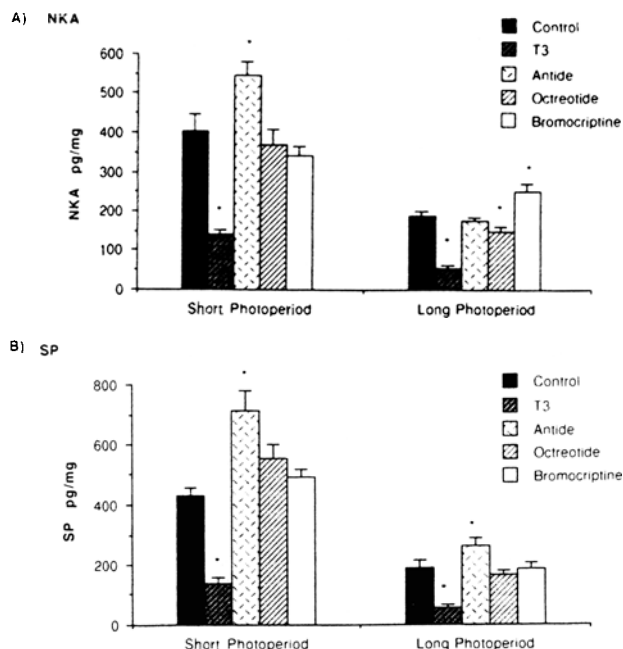 A) NKA
Control
T3
Antide
Octreotide
Bromocriptine
600
500
400
300
200
100
0
NKA pg/mg
*
*
*
*
*
Short Photoperiod
Long Photoperiod
B) SP
Control
T3
Antide
Octreotide
Bromocriptine
800
600
400
200
0
SP pg/mg
*
*
*
*
Short Photoperiod
Long Photoperiod